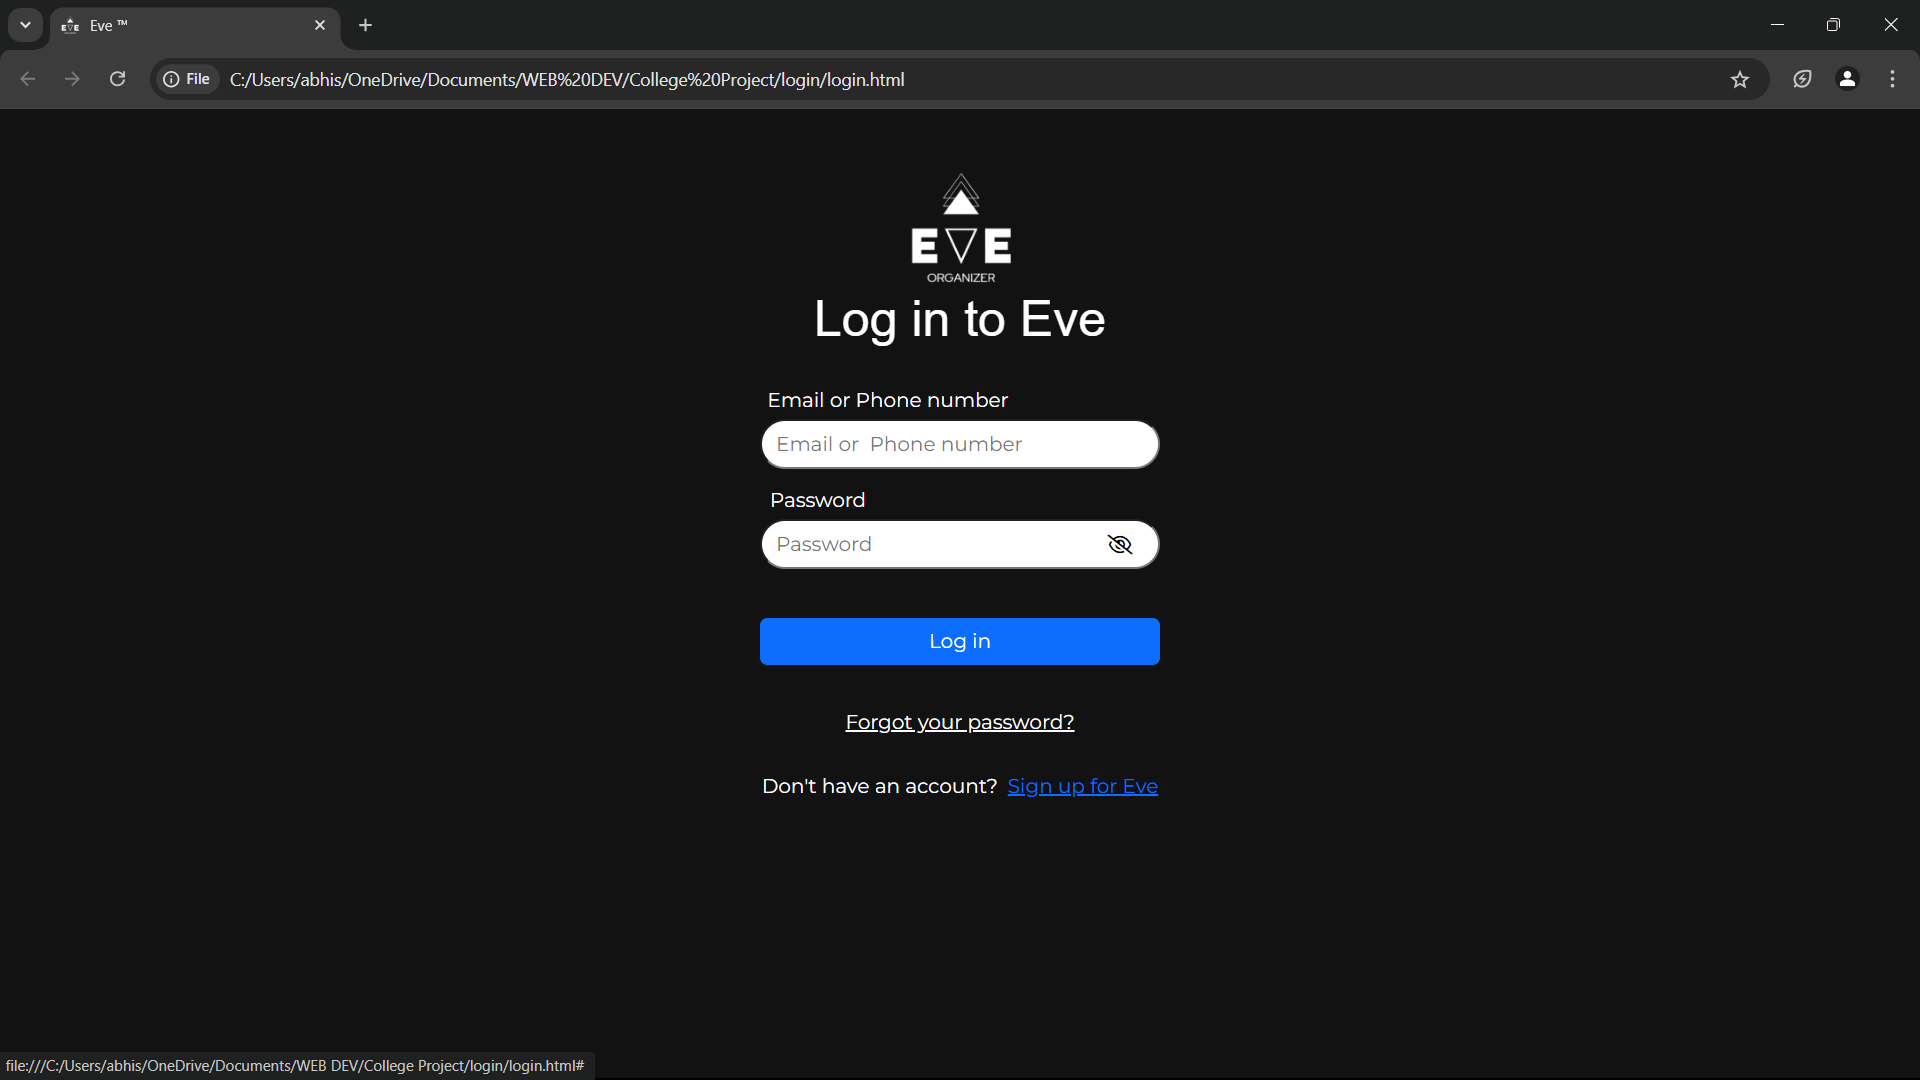 Eve ™
File C:/Users/abhis/OneDrive/Documents/WEB%20DEV/College%20Project/login/login.html
EVE
ORGANIZER
Log in to Eve
Email or Phone number
Email or  Phone number
Password
Password
Log in
Forgot your password?
Don't have an account? Sign up for Eve
file:///C:/Users/abhis/OneDrive/Documents/WEB DEV/College Project/login/login.html#